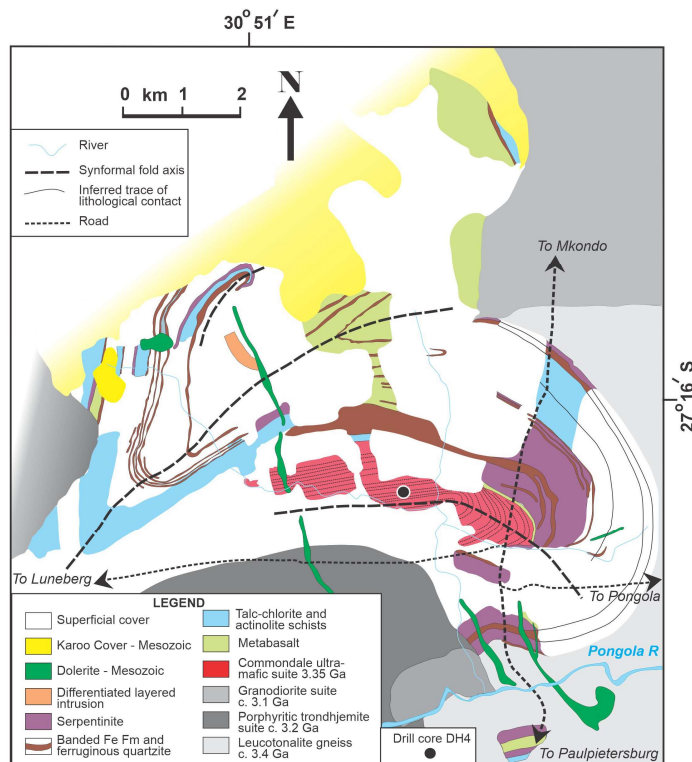 30° 51′ E
0 km 1 2
N
River
Synformal fold axis
Inferred trace of
lithological contact
Road
To Mkondo
27° 16′ S
To Luneberg
To Pongola
Pongola R
To Paulpietersburg
LEGEND
Superficial cover
Karoo Cover - Mesozoic
Dolerite - Mesozoic
Differentiated layered
intrusion
Serpentinite
Banded Fe Fm and
ferruginous quartzite
Talc-chlorite and
actinolite schists
Metabasalt
Commondale ultra-
mafic suite 3.35 Ga
Granodiorite suite
c. 3.1 Ga
Porphyritic trondhjemite
suite c. 3.2 Ga
Leucotonalite gneiss
c. 3.4 Ga
Drill core DH4